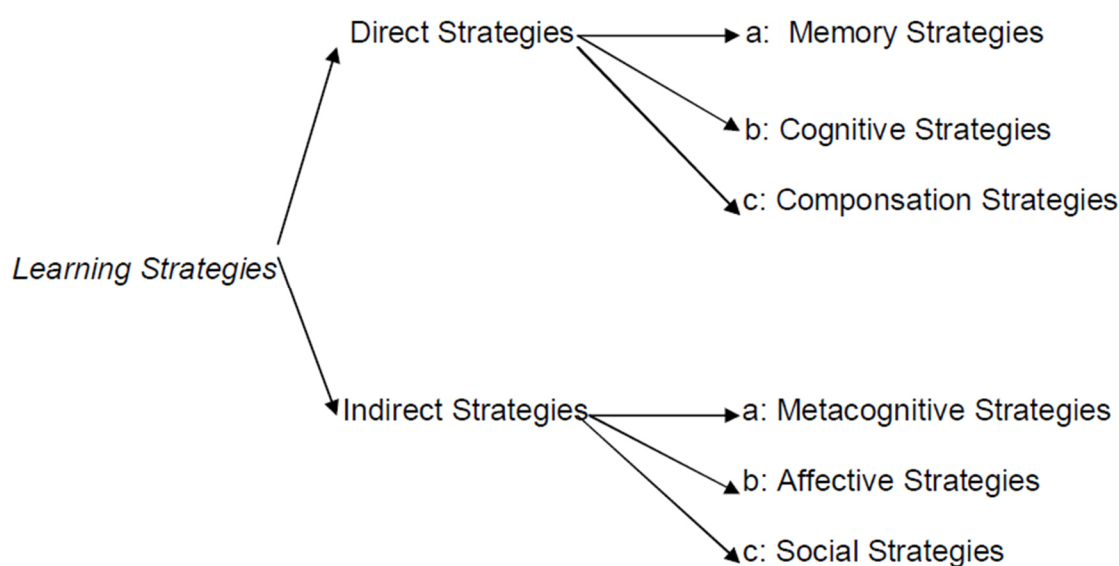 Direct Strategies
a: Memory Strategies
b: Cognitive Strategies
c: Componsation Strategies
Learning Strategies
Indirect Strategies
a: Metacognitive Strategies
b: Affective Strategies
c: Social Strategies